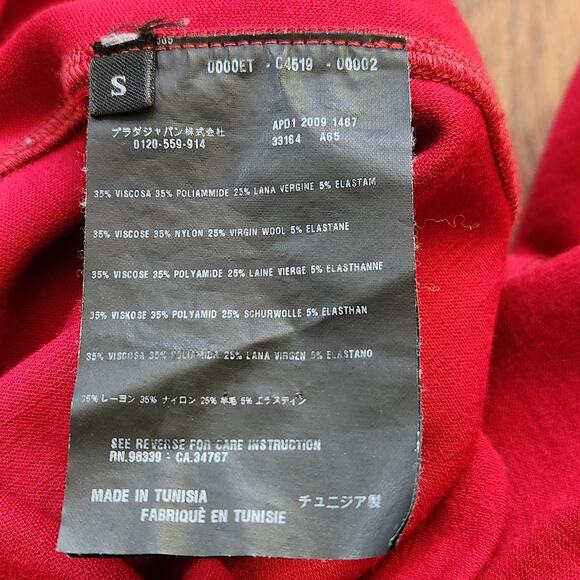 S
0000ET - C4519 - 00002
プラダジャパン株式会社
0120-559-914
APD1 2009 1467
33164 A65
35% VISCOSA 35% POLIAMMIDE 25% LANA VERGINE 5% ELASTAM
35% VISCOSE 35% NYLON 25% VIRGIN WOOL 5% ELASTANE
35% VISCOSE 35% POLYAMIDE 25% LAINE VIERGE 5% ELASTHANNE
35% VISKOSE 35% POLYAMID 25% SCHURWOLLE 5% ELASTHAN
35% VISCOSA 35% POLIAMIDA 25% LANA VIRGEN 5% ELASTANO
35% レーヨン 35% ナイロン 25% 羊毛 5% エラステイン
SEE REVERSE FOR CARE INSTRUCTION
RN.98339 - CA.34767
MADE IN TUNISIA
FABRIQUÈ EN TUNISIE
チュニジア製